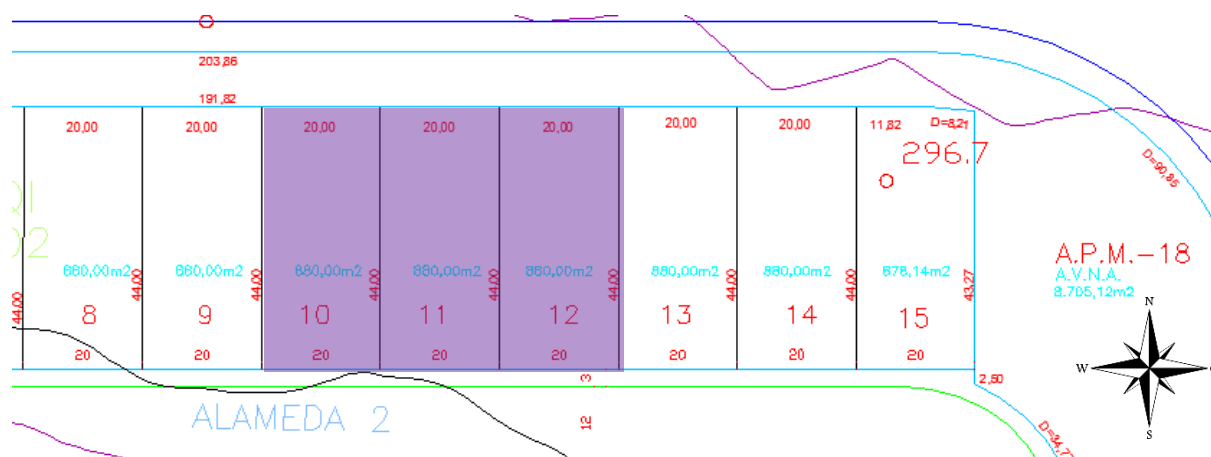 203,86
191,82
20,00 20,00 20,00 20,00 20,00 20,00 20,00 11,82 D=8,21
296.7
D=90,86
QI
02
880,00m2 880,00m2 880,00m2 880,00m2 880,00m2 880,00m2 880,00m2 878,14m2
44,00 44,00 44,00 44,00 44,00 44,00 44,00 44,00 43,27
A.P.M.-18
A.V.N.A.
8.705,12m2
8 9 10 11 12 13 14 15
20 20 20 20 20 20 20 20
N
W
S
2,50
3
12
ALAMEDA 2